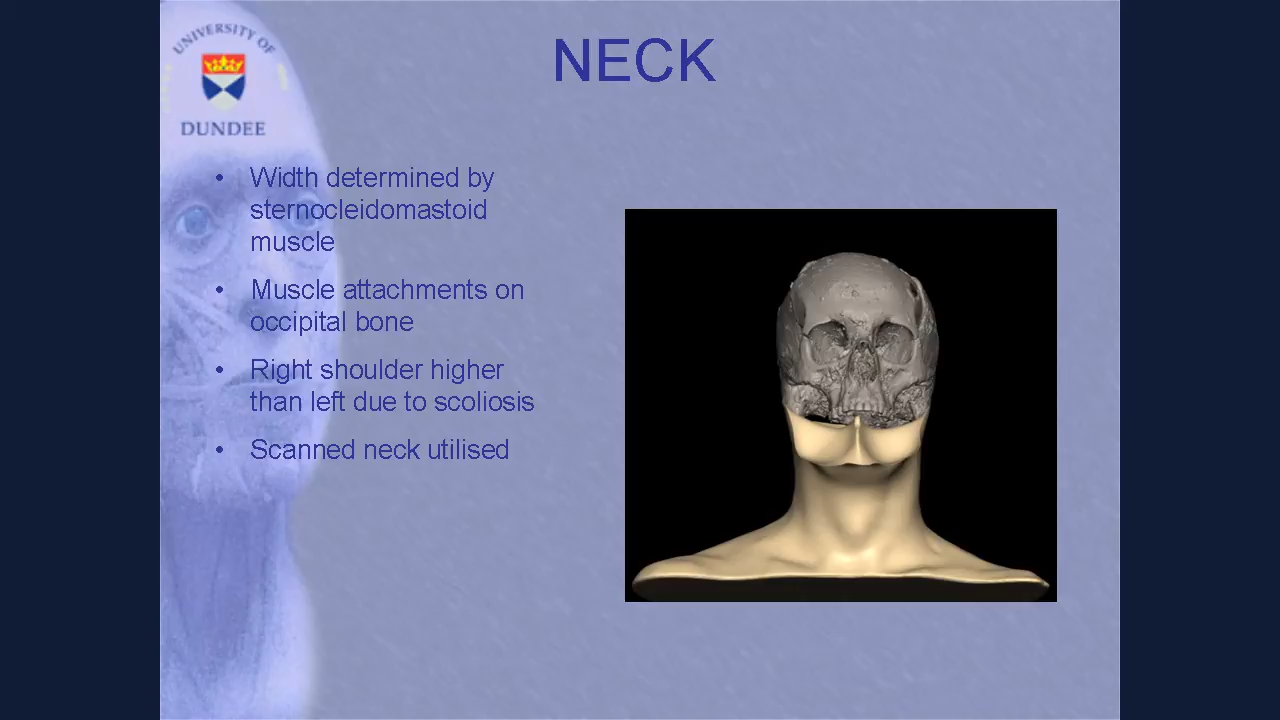 UNIVERSITY OF
DUNDEE
NECK
• Width determined by
sternocleidomastoid
muscle
• Muscle attachments on
occipital bone
• Right shoulder higher
than left due to scoliosis
• Scanned neck utilised